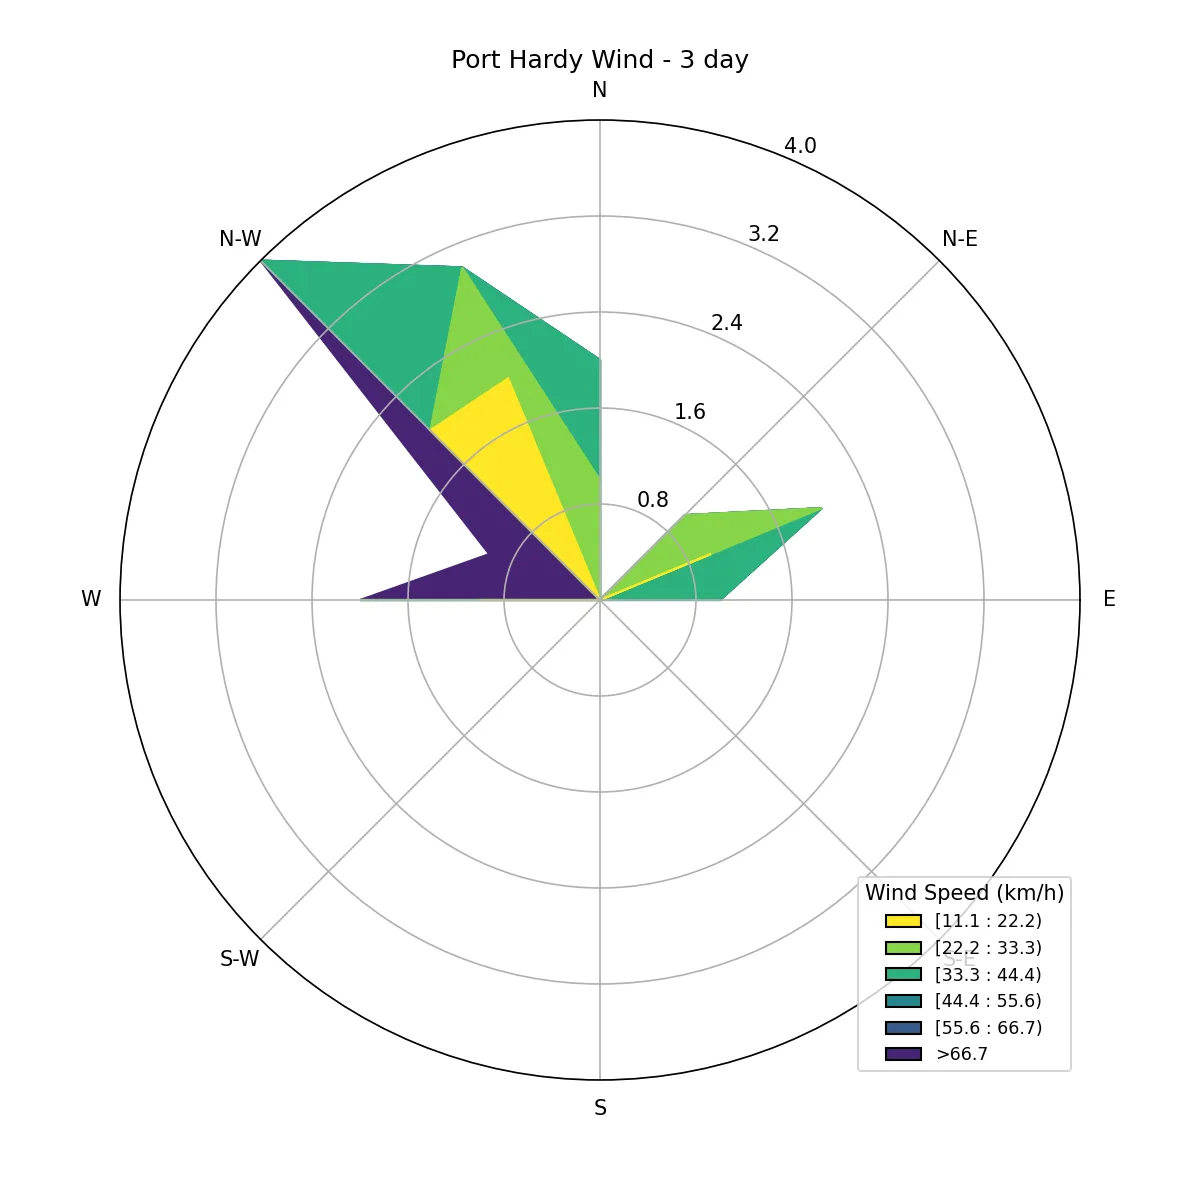 Port Hardy Wind - 3 day
N
4.0
N-W
3.2
N-E
2.4
1.6
0.8
W
E
Wind Speed (km/h)
[11.1 : 22.2)
[22.2 : 33.3)
S-W
S-E
[33.3 : 44.4)
[44.4 : 55.6)
[55.6 : 66.7)
>66.7
S